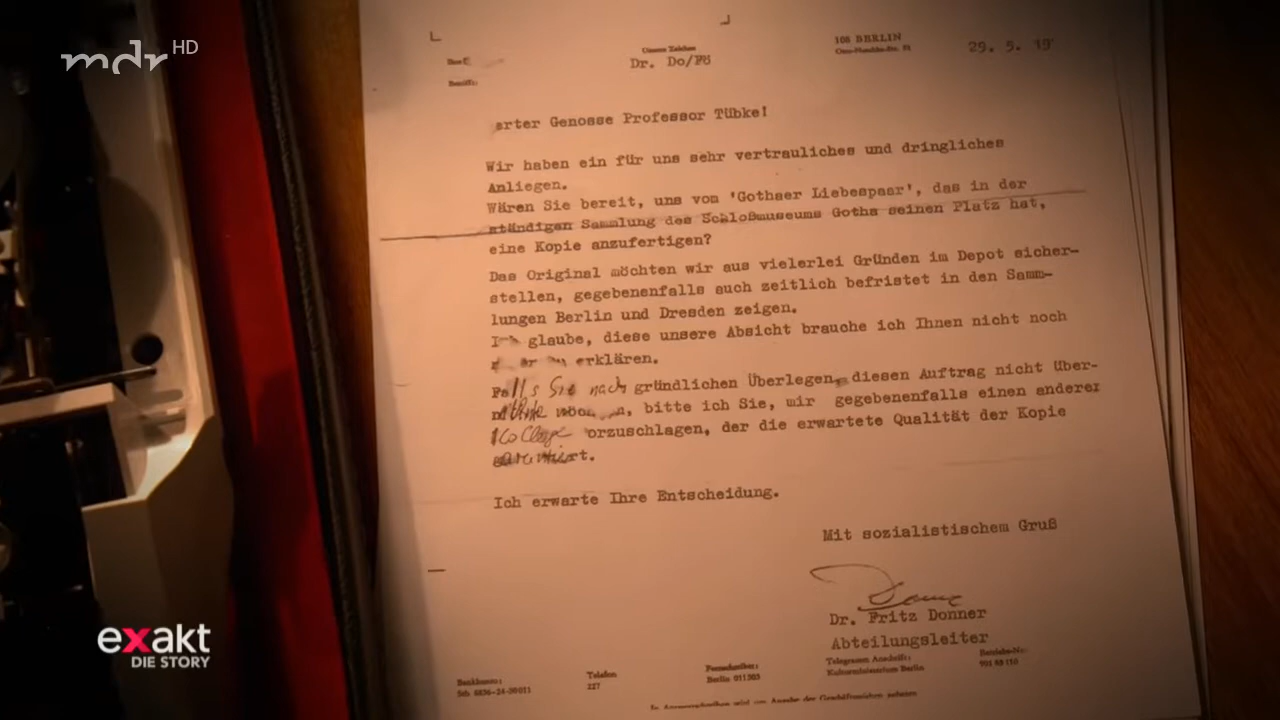 mdr HD
Unsere Zeichen
108 BERLIN
Dr. Do/Fö
29. 5. 19
Betrifft:
arter Genosse Professor Tübke!
Wir haben ein für uns sehr vertrauliches und dringliches
Anliegen.
Wären Sie bereit, uns vom 'Gothaer Liebespaar', das in der
ständigen Sammlung des Schloßmuseums Gotha seinen Platz hat,
eine Kopie anzufertigen?
Das Original möchten wir aus vielerlei Gründen im Depot sicher-
stellen, gegebenenfalls auch zeitlich befristet in den Samm-
lungen Berlin und Dresden zeigen.
glaube, diese unsere Absicht brauche ich Ihnen nicht noch
erklären.
Falls Sie nach gründlichen Überlegen, diesen Auftrag nicht über-
bitte ich Sie, mir gegebenenfalls einen anderer
Kollege orzuschlagen, der die erwartete Qualität der Kopie
Ich erwarte Ihre Entscheidung.
Mit sozialistischem Gruß
Dr. Fritz Donner
Abteilungsleiter
exakt
DIE STORY
Bankkonto:
Telefon
227
Fernschreiber:
Berlin 011303
Telegramm Anschrift:
Kulturministerium Berlin
Betriebs-Nr.